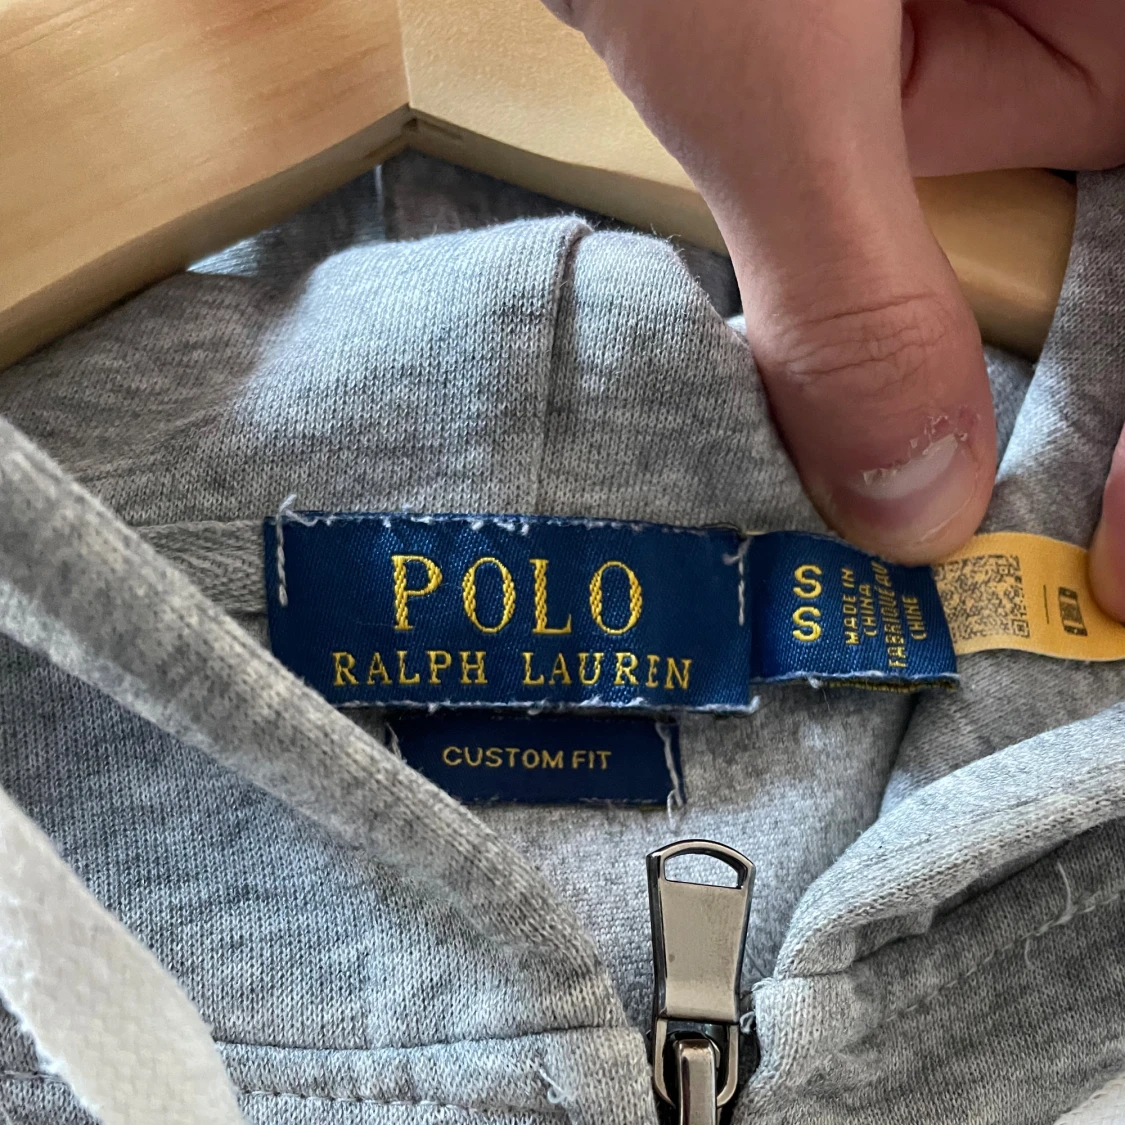 POLO
RALPH LAUREN
CUSTOM FIT
S
S
MADE IN
CHINA
FABRIQUÉ AU
CHINE